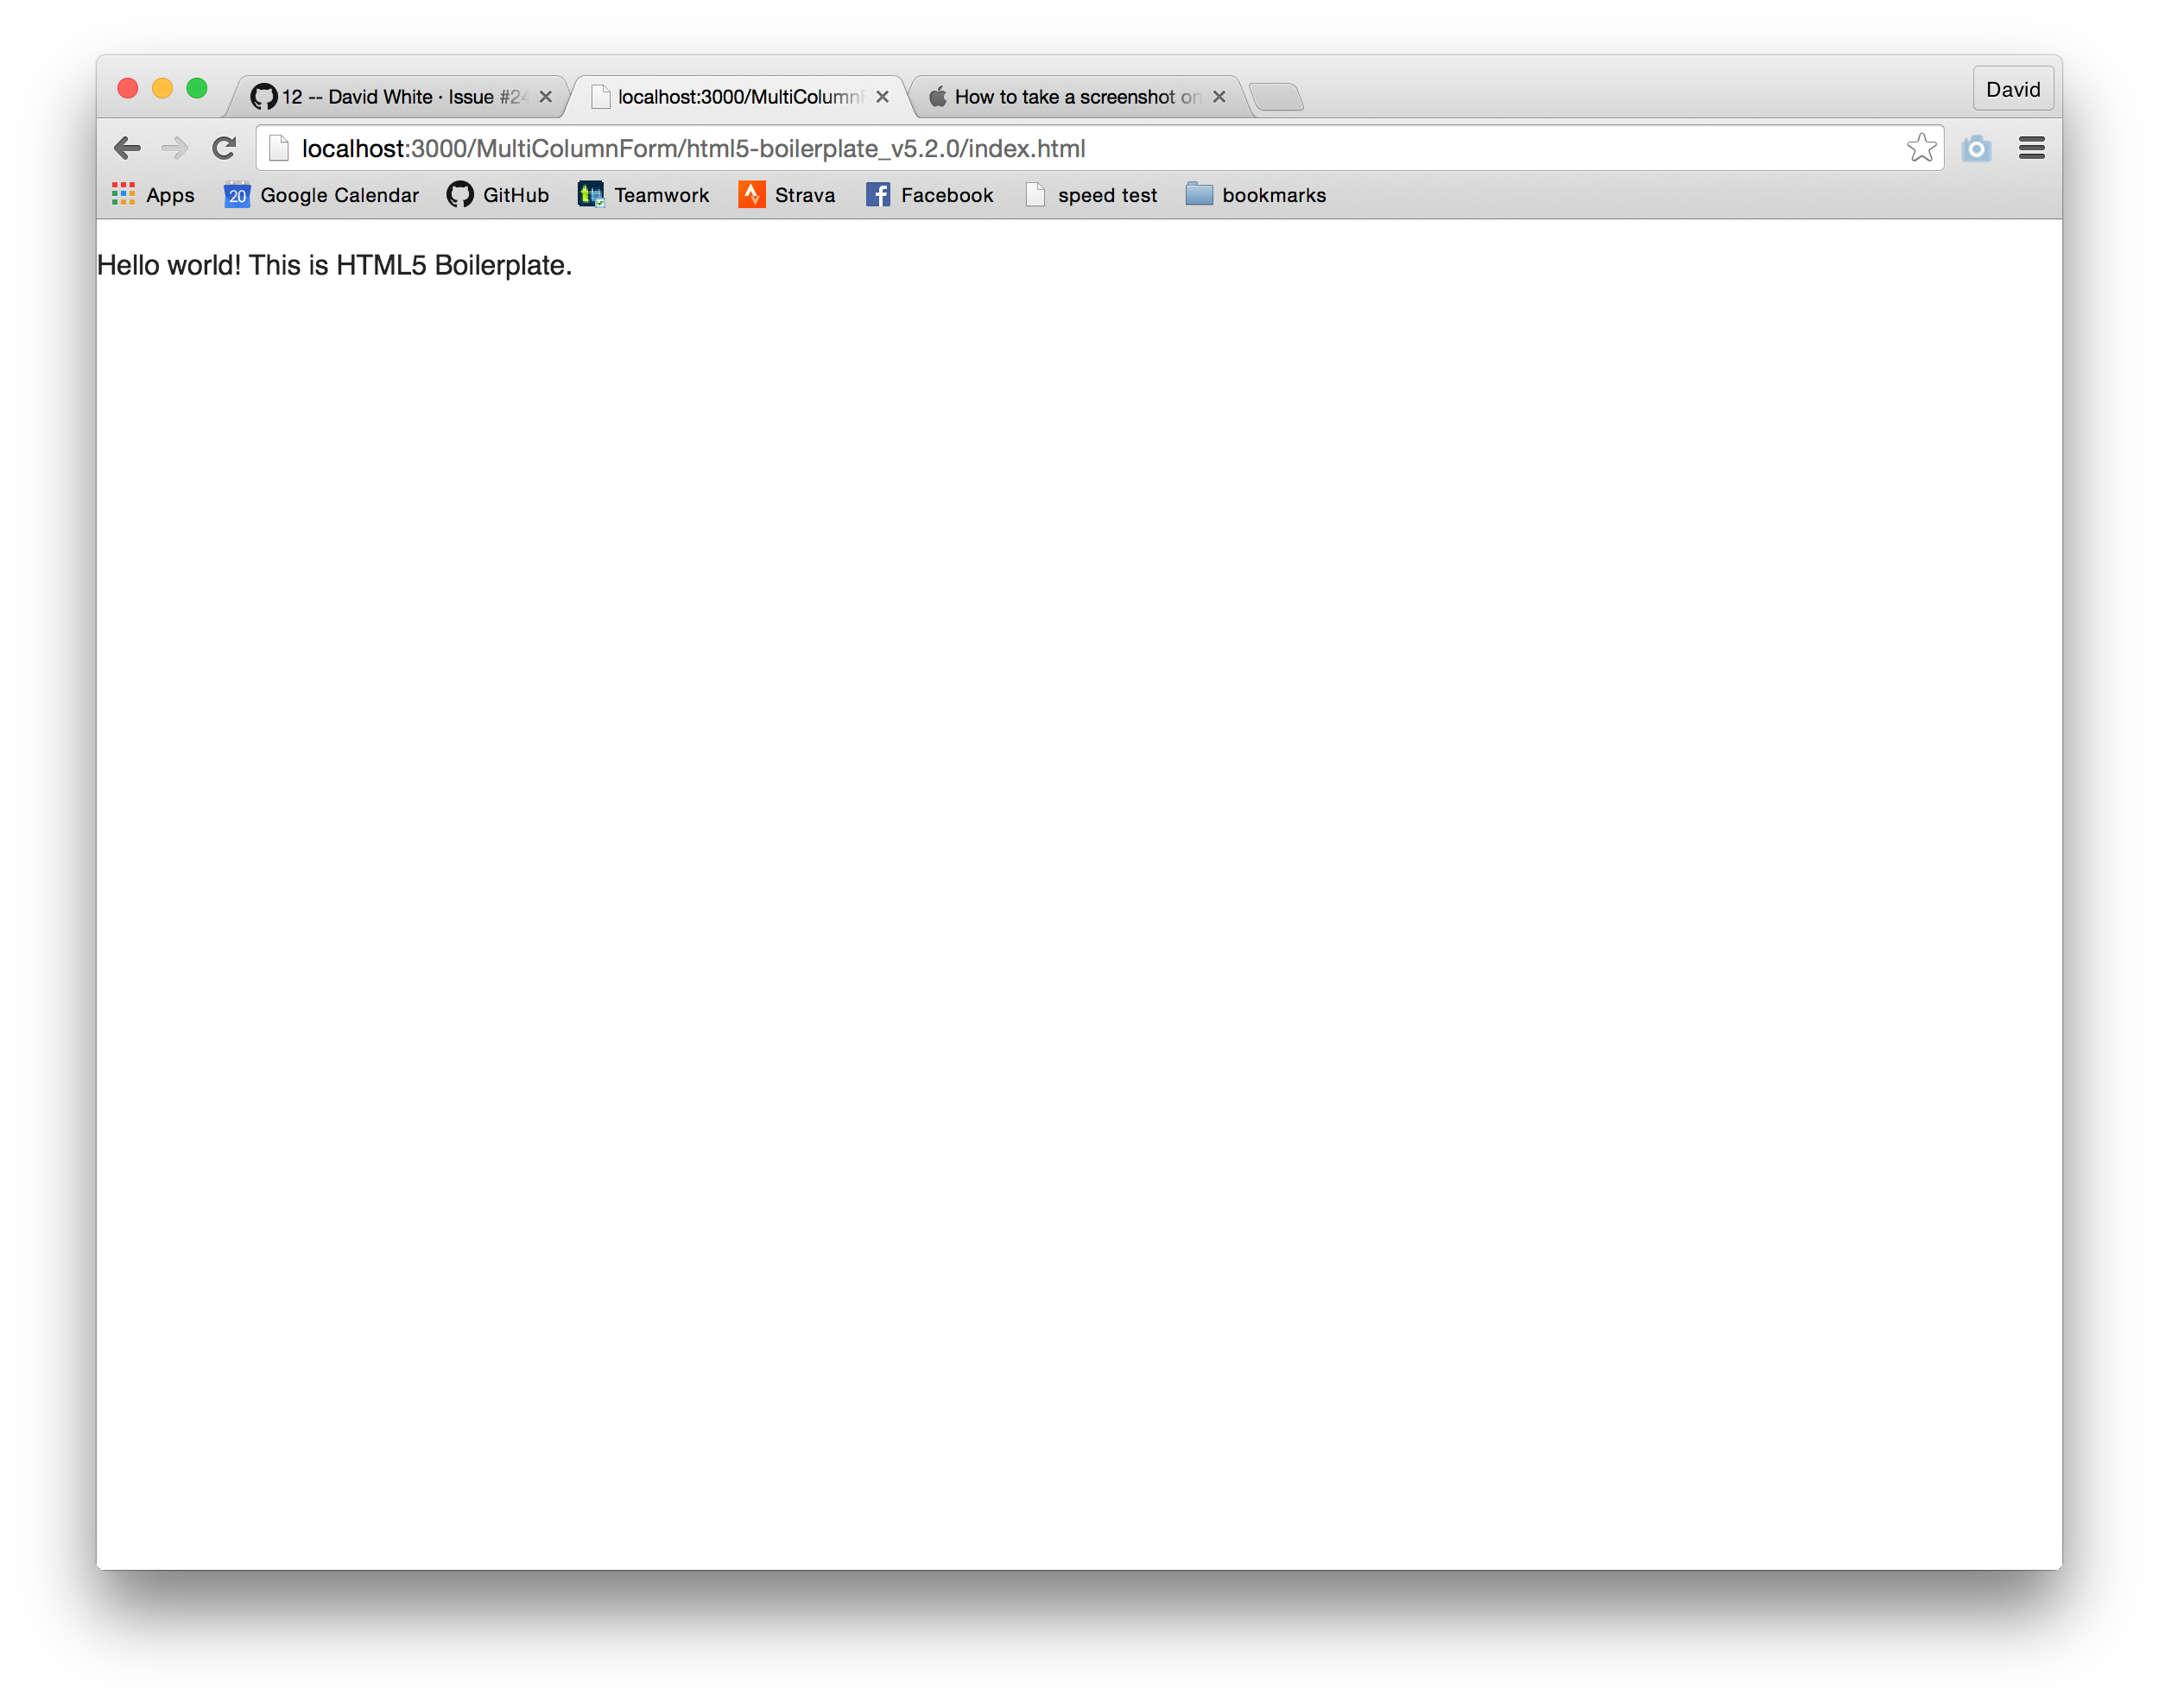 12 -- David White · Issue #24
localhost:3000/MultiColumn
How to take a screenshot on
David
localhost:3000/MultiColumnForm/html5-boilerplate_v5.2.0/index.html
Apps 20 Google Calendar GitHub tw Teamwork Strava Facebook speed test bookmarks
Hello world! This is HTML5 Boilerplate.